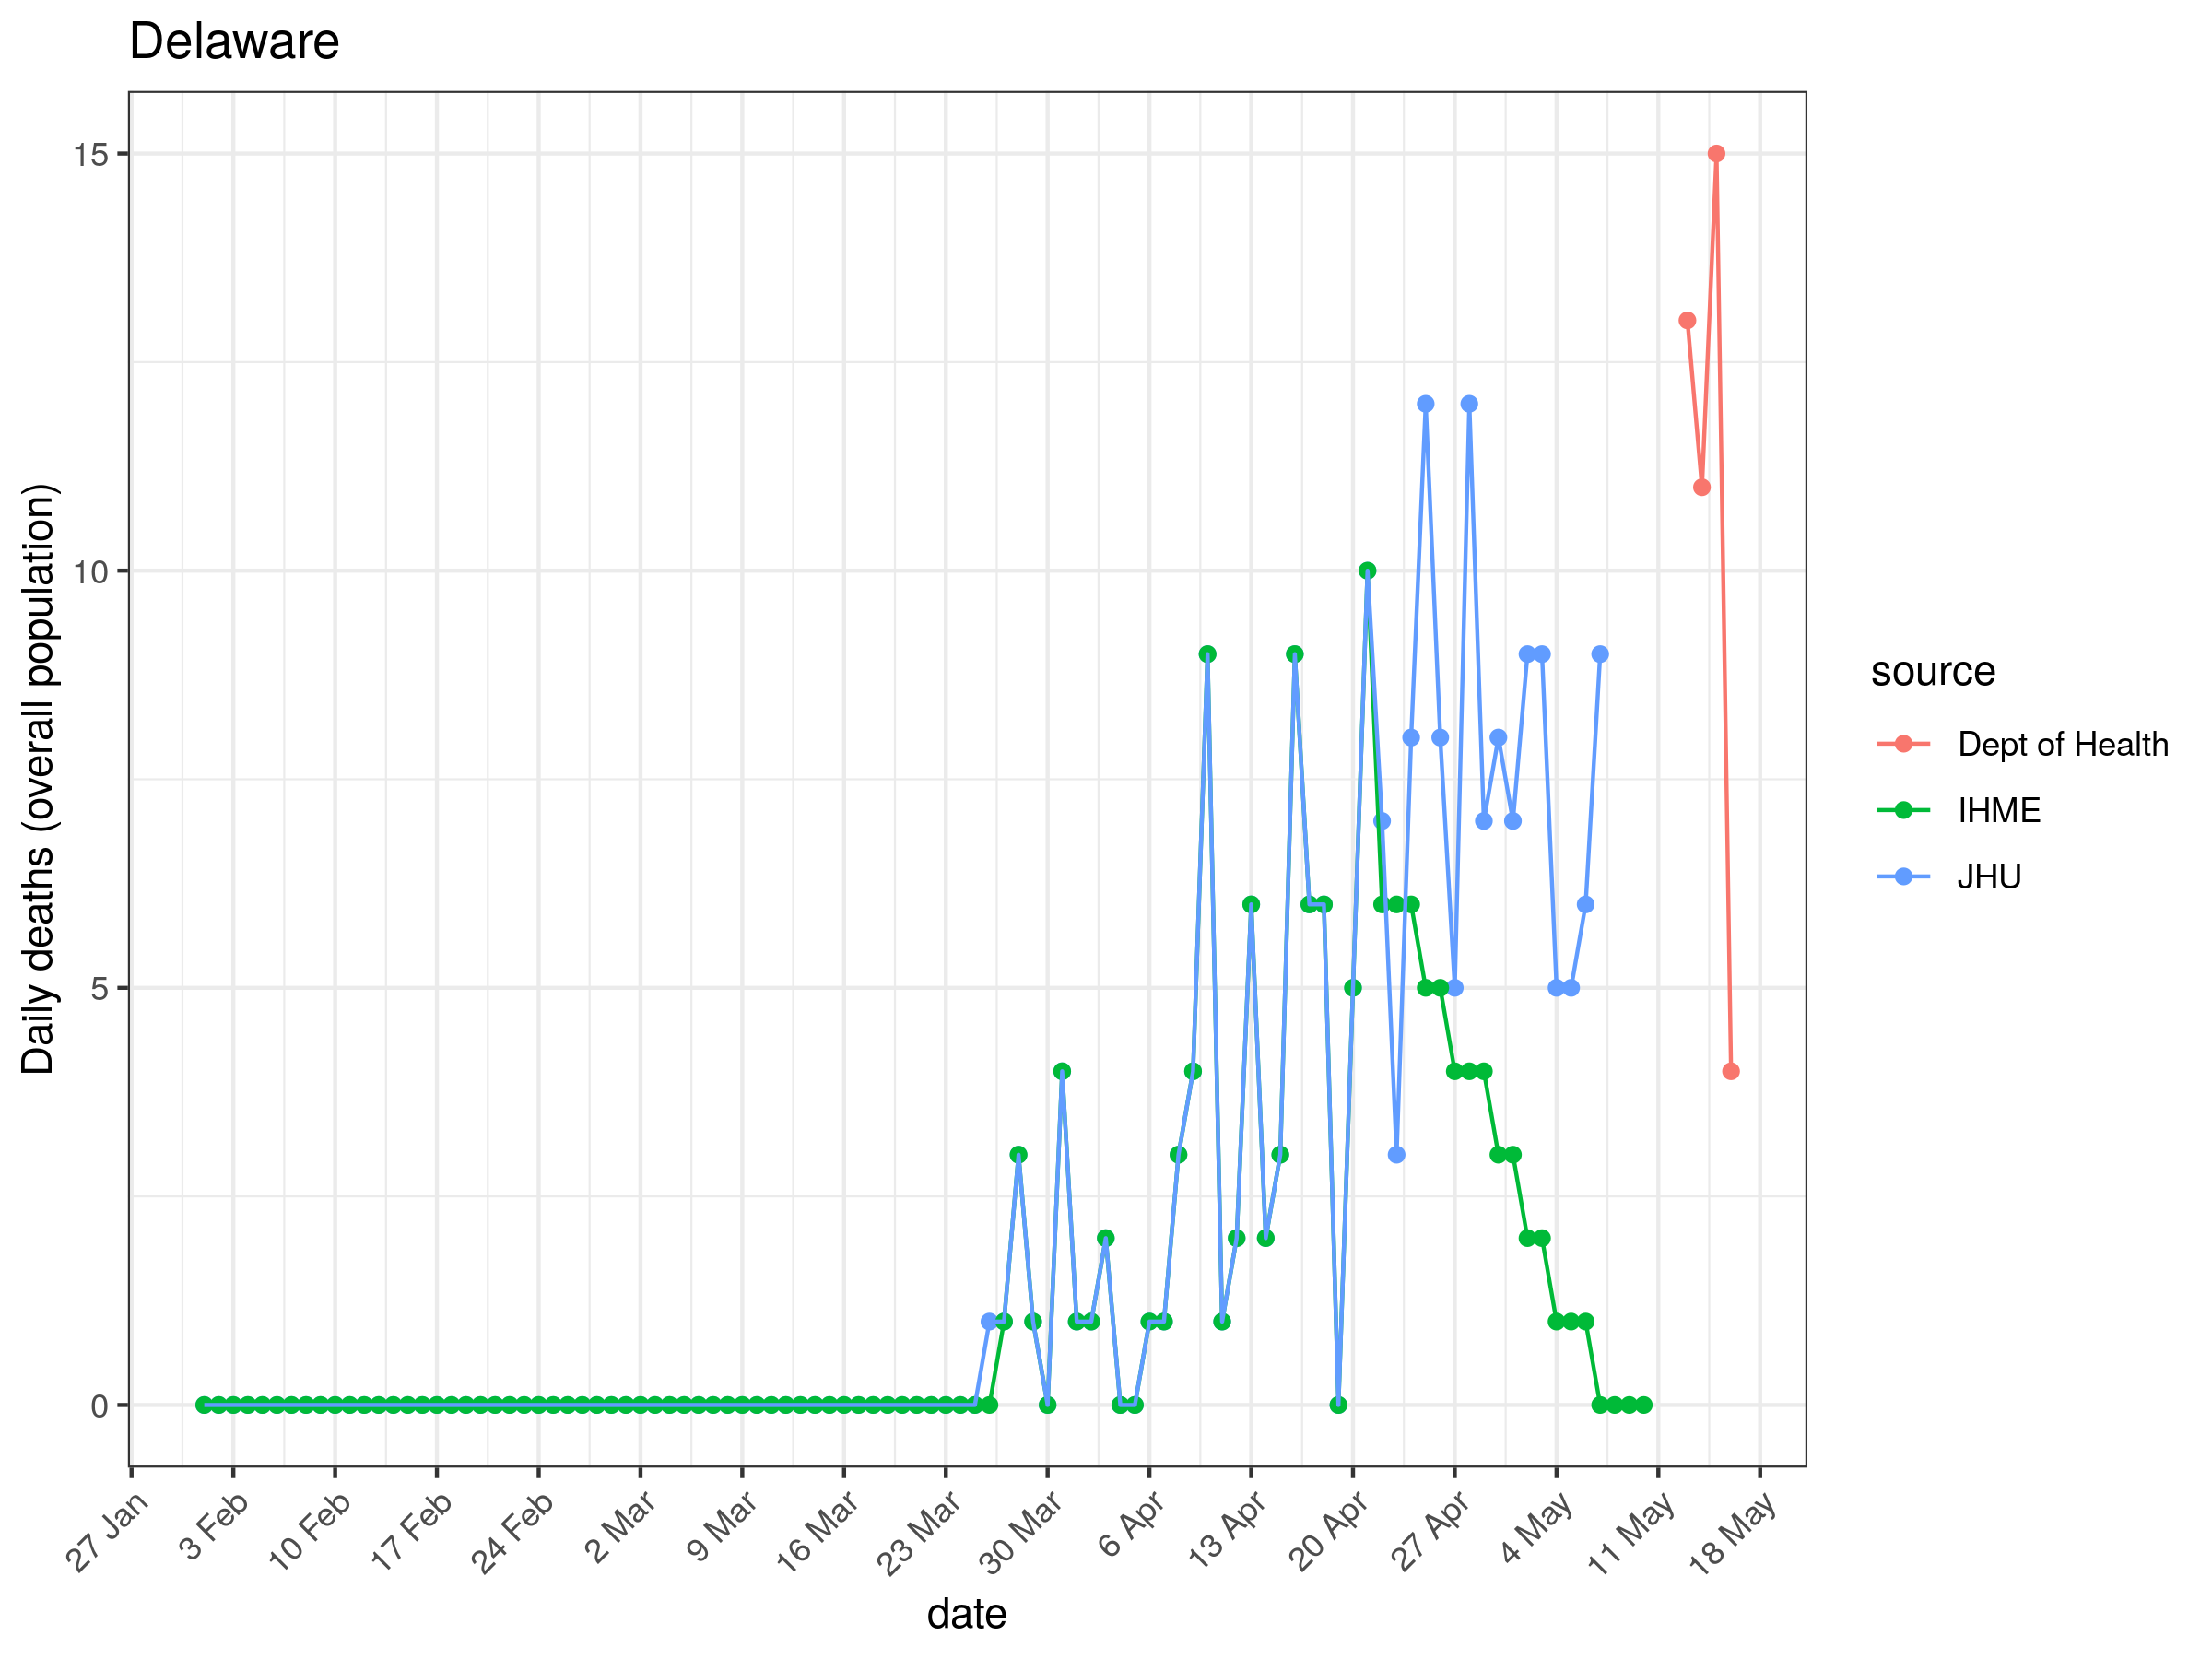 Delaware
Daily deaths (overall population)
15
10
5
0
27 Jan
3 Feb
10 Feb
17 Feb
24 Feb
2 Mar
9 Mar
16 Mar
23 Mar
30 Mar
6 Apr
13 Apr
20 Apr
27 Apr
4 May
11 May
18 May
date
source
Dept of Health
IHME
JHU